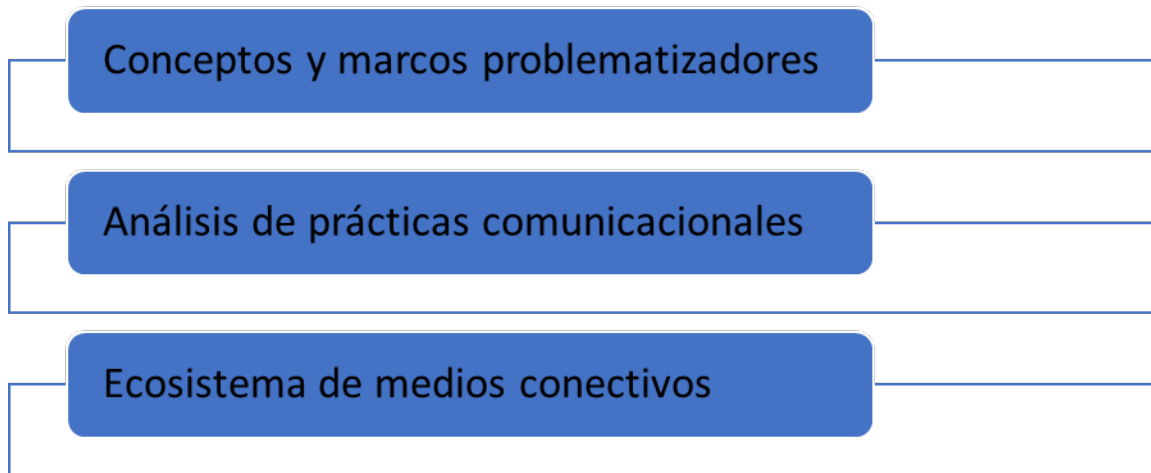 Conceptos y marcos problematizadores
Análisis de prácticas comunicacionales
Ecosistema de medios conectivos